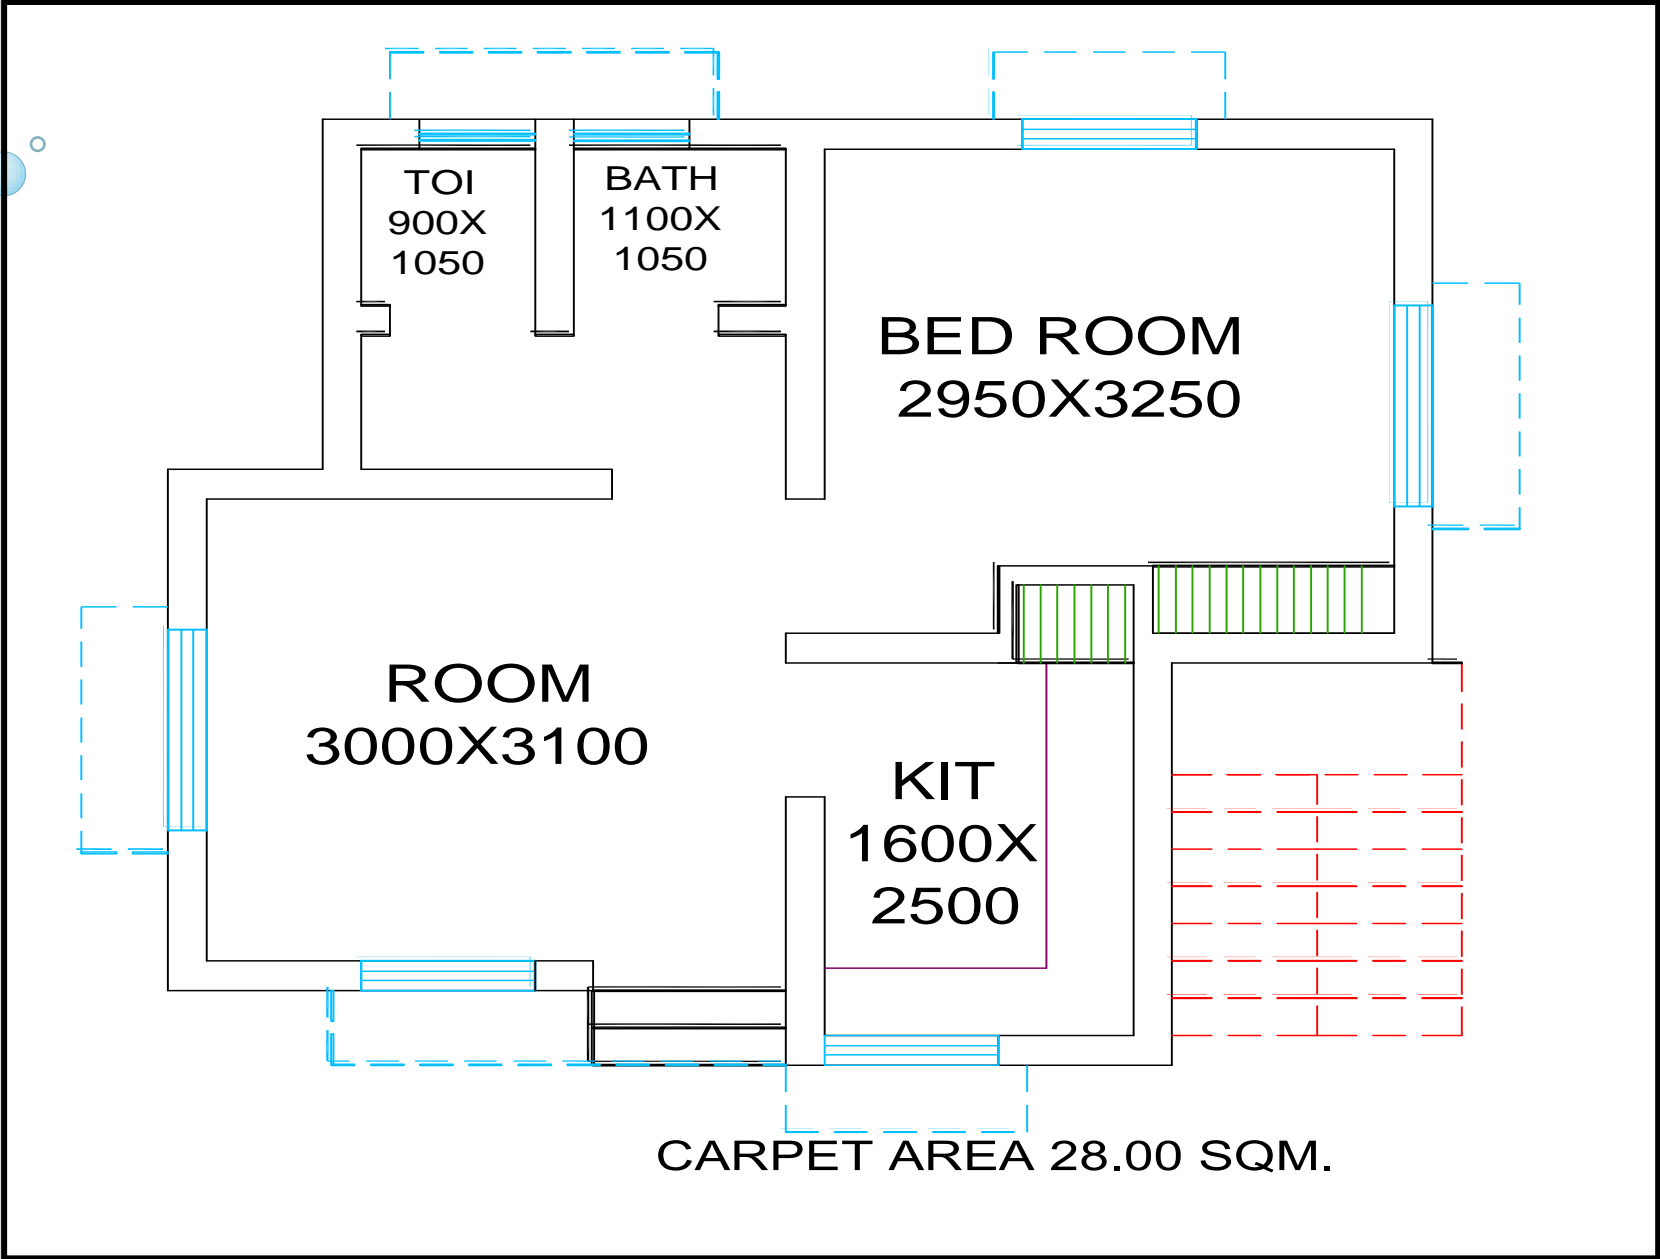 TOI
900X
1050
BATH
1100X
1050
BED ROOM
2950X3250
ROOM
3000X3100
KIT
1600X
2500
CARPET AREA 28.00 SQM.